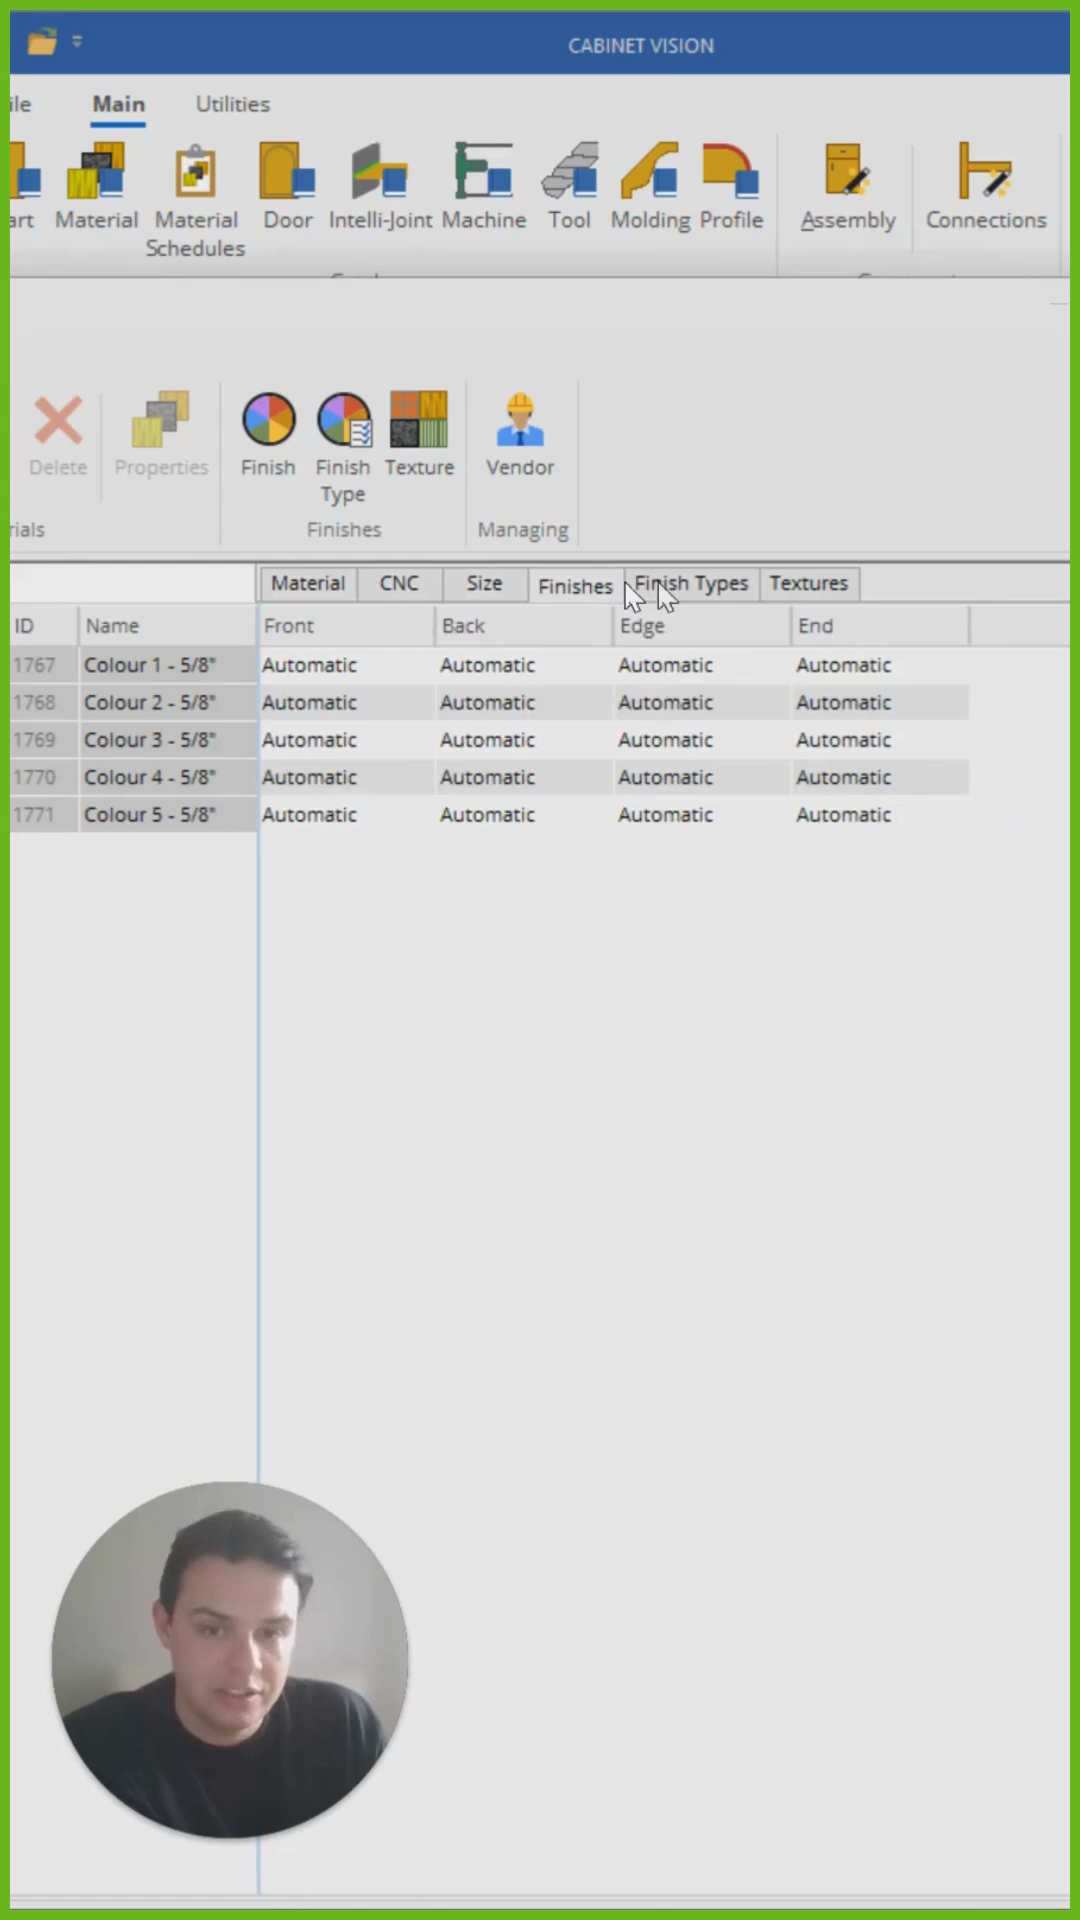 CABINET VISION
ile Main Utilities
art Material Material Schedules Door Intelli-Joint Machine Tool Molding Profile Assembly Connections
Delete Properties Finish Finish Type Texture Vendor
rials Finishes Managing
Material CNC Size Finishes Finish Types Textures
ID Name Front Back Edge End
1767 Colour 1 - 5/8" Automatic Automatic Automatic Automatic
1768 Colour 2 - 5/8" Automatic Automatic Automatic Automatic
1769 Colour 3 - 5/8" Automatic Automatic Automatic Automatic
1770 Colour 4 - 5/8" Automatic Automatic Automatic Automatic
1771 Colour 5 - 5/8" Automatic Automatic Automatic Automatic